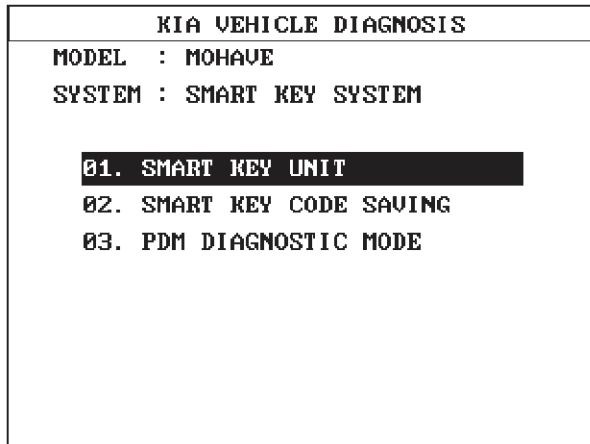 KIA VEHICLE DIAGNOSIS
MODEL : MOHAVE
SYSTEM : SMART KEY SYSTEM
01. SMART KEY UNIT
02. SMART KEY CODE SAVING
03. PDM DIAGNOSTIC MODE